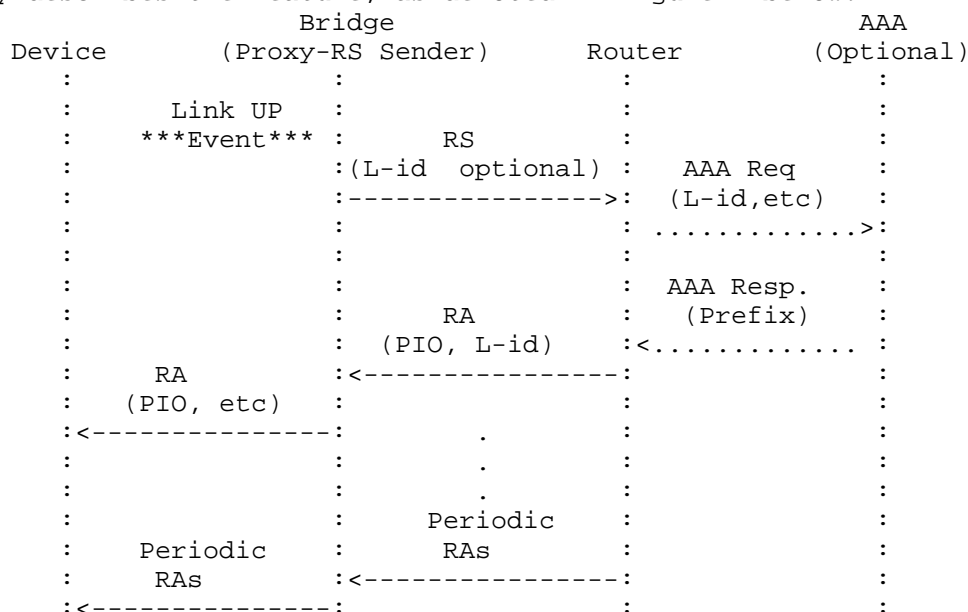 Bridge AAA
Device (Proxy-RS Sender) Router (Optional)
: : : :
: Link UP : : :
: ***Event*** : RS : :
: :(L-id optional) : AAA Req :
: :---------------->: (L-id,etc) :
: : : .............>:
: : : :
: : : AAA Resp. :
: : RA : (Prefix) :
: : (PIO, L-id) :<............. :
: RA :<----------------: :
: (PIO, etc) : : :
:<---------------: . : :
: : . : :
: : . : :
: : Periodic : :
: Periodic : RAs : :
: RAs :<----------------: :
:<---------------: : :